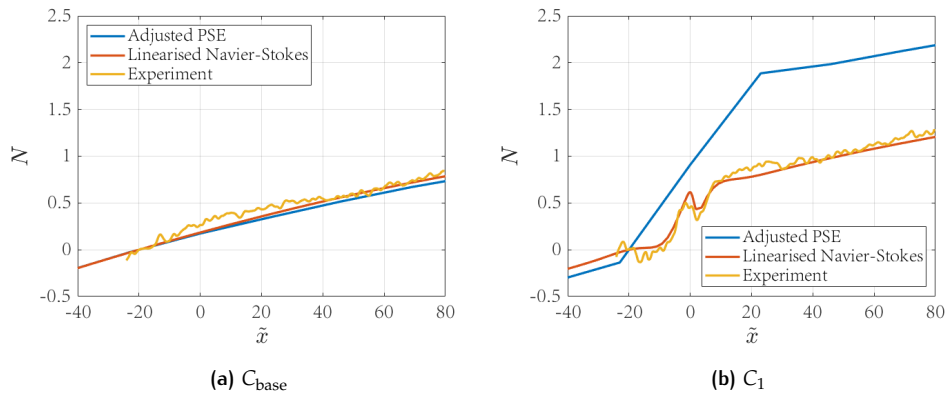 2.5
2
1.5
1
0.5
0
-0.5
N
Adjusted PSE
Linearised Navier-Stokes
Experiment
-40 -20 0 20 40 60 80
x̃
(a) C_base
2.5
2
1.5
1
0.5
0
-0.5
N
Adjusted PSE
Linearised Navier-Stokes
Experiment
-40 -20 0 20 40 60 80
x̃
(b) C_1